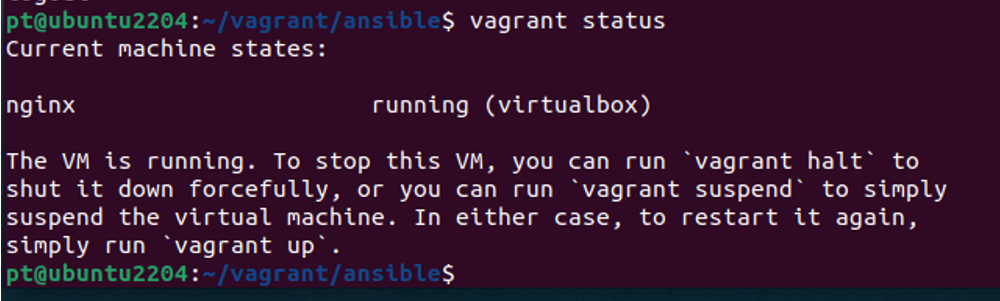 pt@ubuntu2204:~/vagrant/ansible$ vagrant status
Current machine states:
nginx                     running (virtualbox)
The VM is running. To stop this VM, you can run `vagrant halt` to
shut it down forcefully, or you can run `vagrant suspend` to simply
suspend the virtual machine. In either case, to restart it again,
simply run `vagrant up`.
pt@ubuntu2204:~/vagrant/ansible$